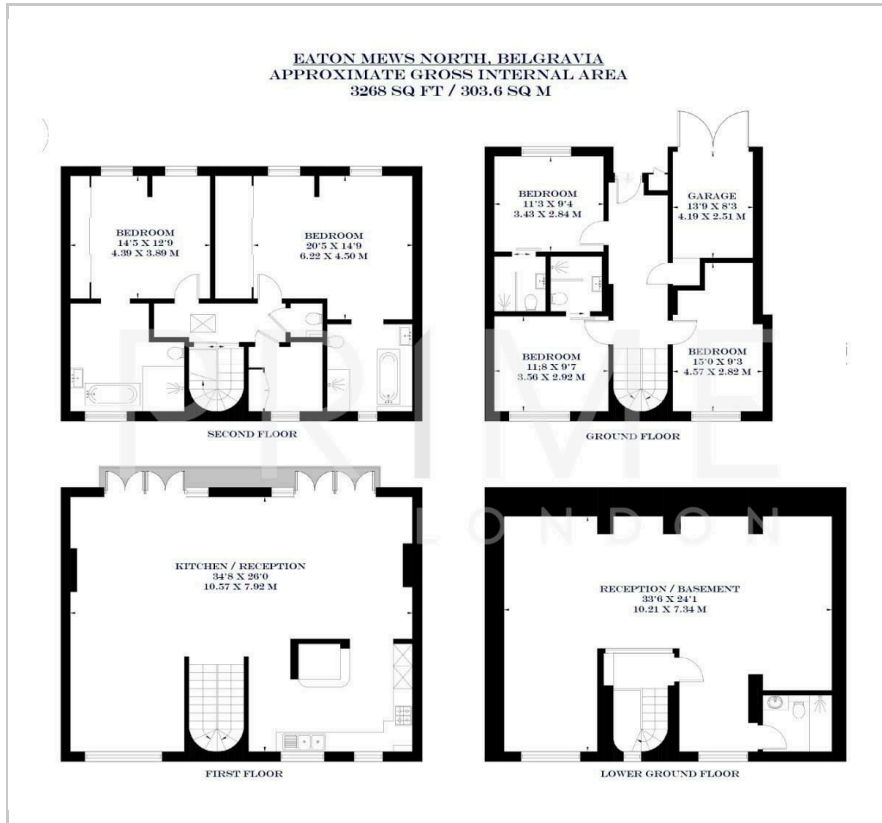 EATON MEWS NORTH, BELGRAVIA
APPROXIMATE GROSS INTERNAL AREA
3268 SQ FT / 303.6 SQ M
BEDROOM
14'5 X 12'9
4.39 X 3.89 M
BEDROOM
20'5 X 14'9
6.22 X 4.50 M
SECOND FLOOR
BEDROOM
11'3 X 9'4
3.43 X 2.84 M
GARAGE
13'9 X 8'3
4.19 X 2.51 M
BEDROOM
11'8 X 9'7
3.56 X 2.92 M
BEDROOM
15'0 X 9'3
4.57 X 2.82 M
GROUND FLOOR
PRIME
LONDON
KITCHEN / RECEPTION
34'8 X 26'0
10.57 X 7.92 M
FIRST FLOOR
RECEPTION / BASEMENT
33'6 X 24'1
10.21 X 7.34 M
LOWER GROUND FLOOR